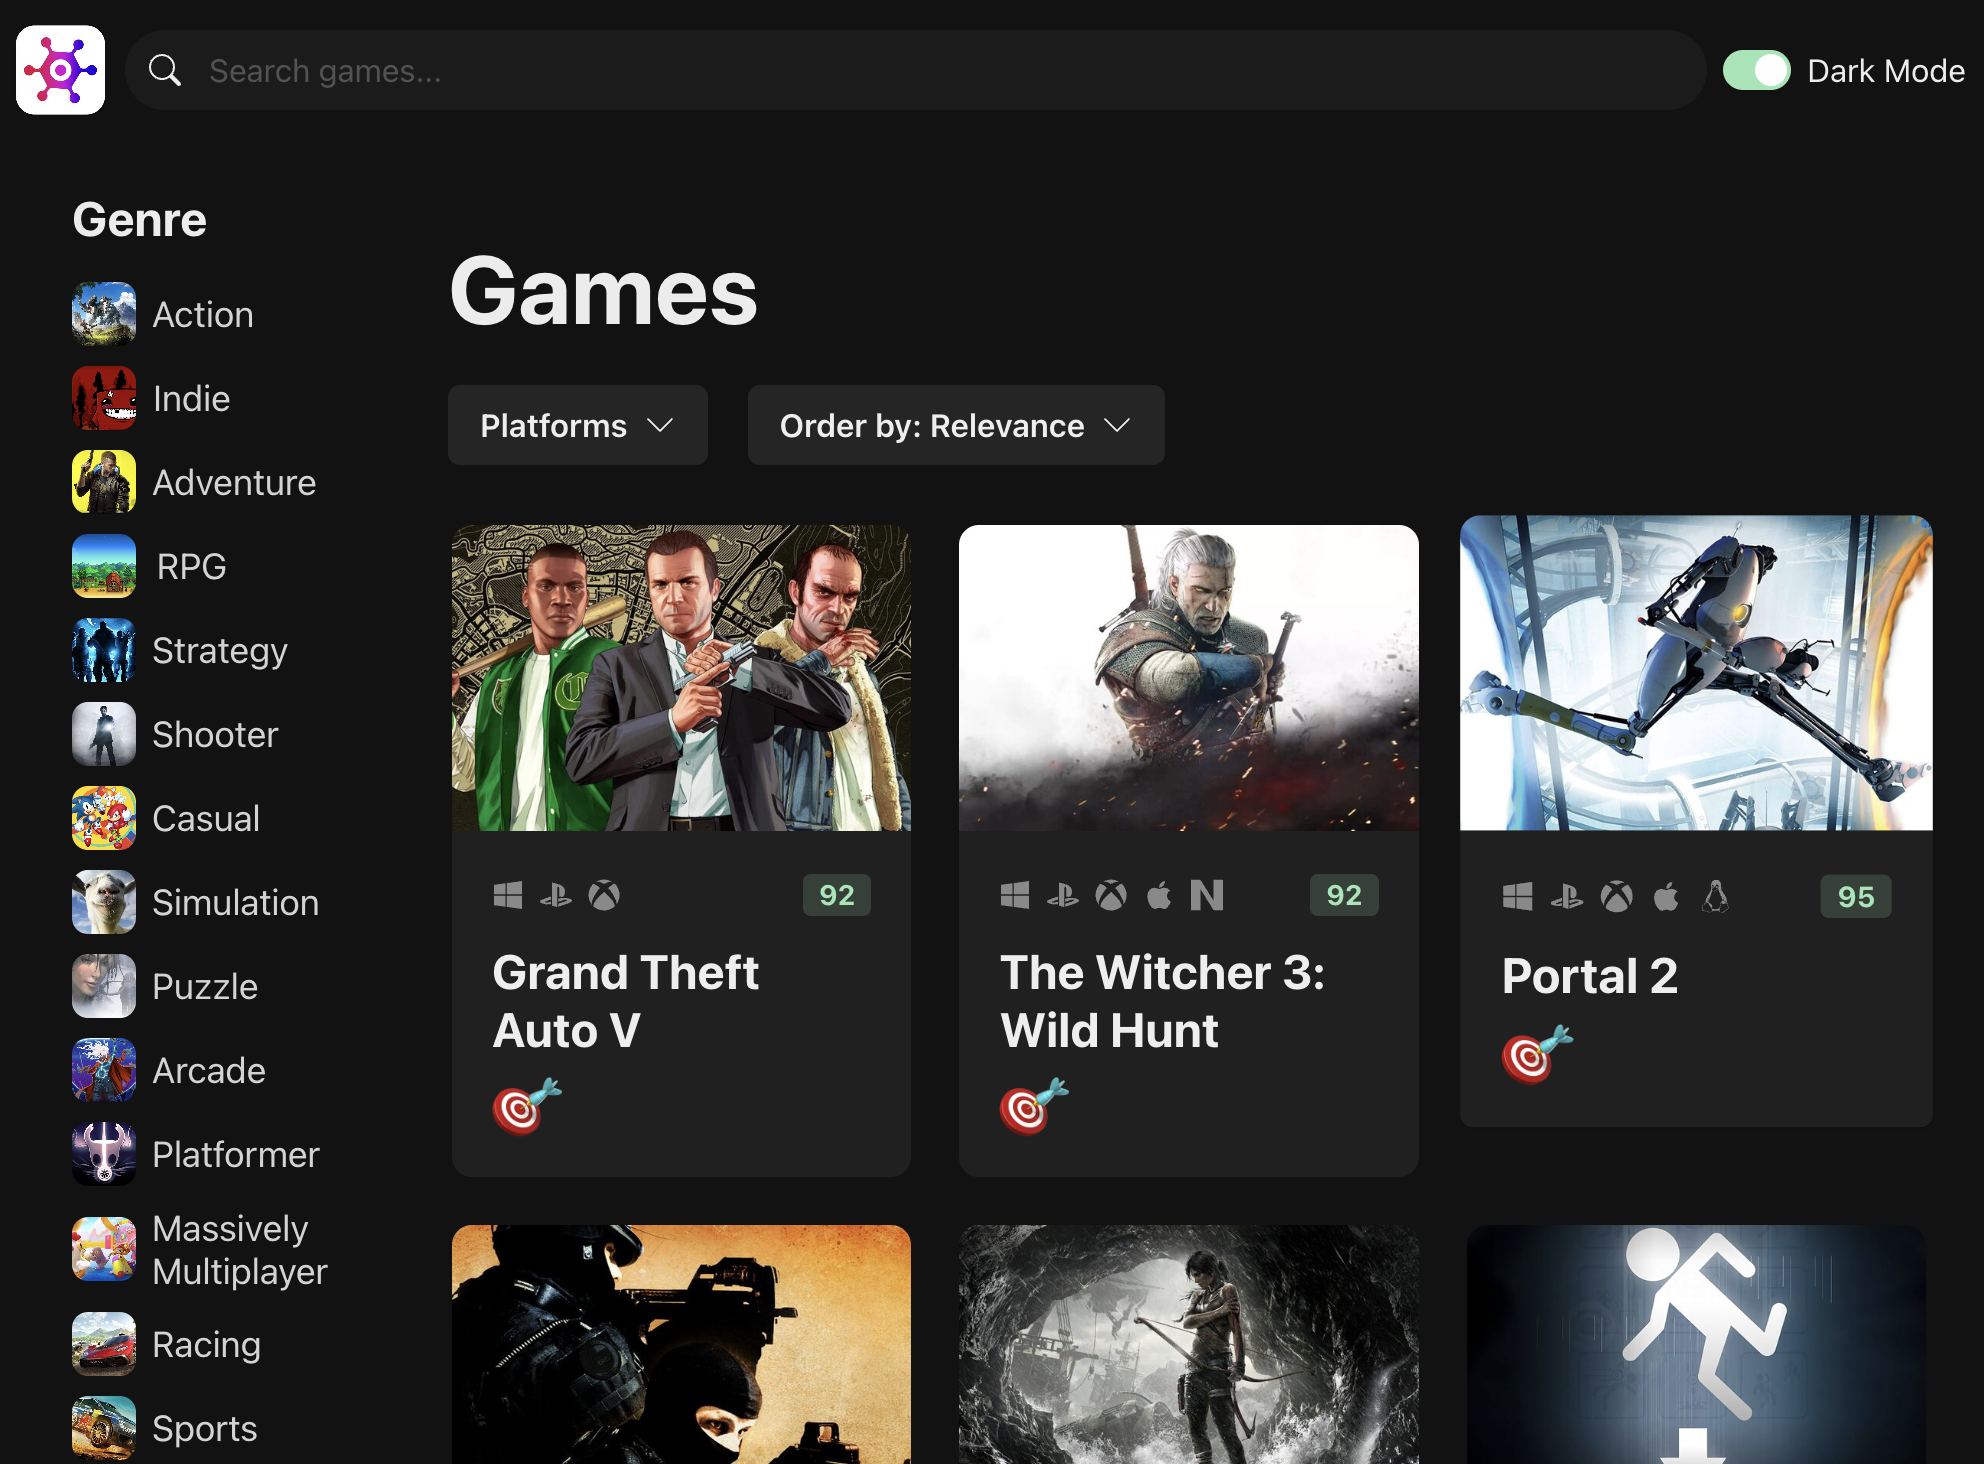 Search games...
Dark Mode
Genre
Action
Indie
Adventure
RPG
Strategy
Shooter
Casual
Simulation
Puzzle
Arcade
Platformer
Massively
Multiplayer
Racing
Sports
Games
Platforms
Order by: Relevance
92
Grand Theft
Auto V
92
The Witcher 3:
Wild Hunt
95
Portal 2